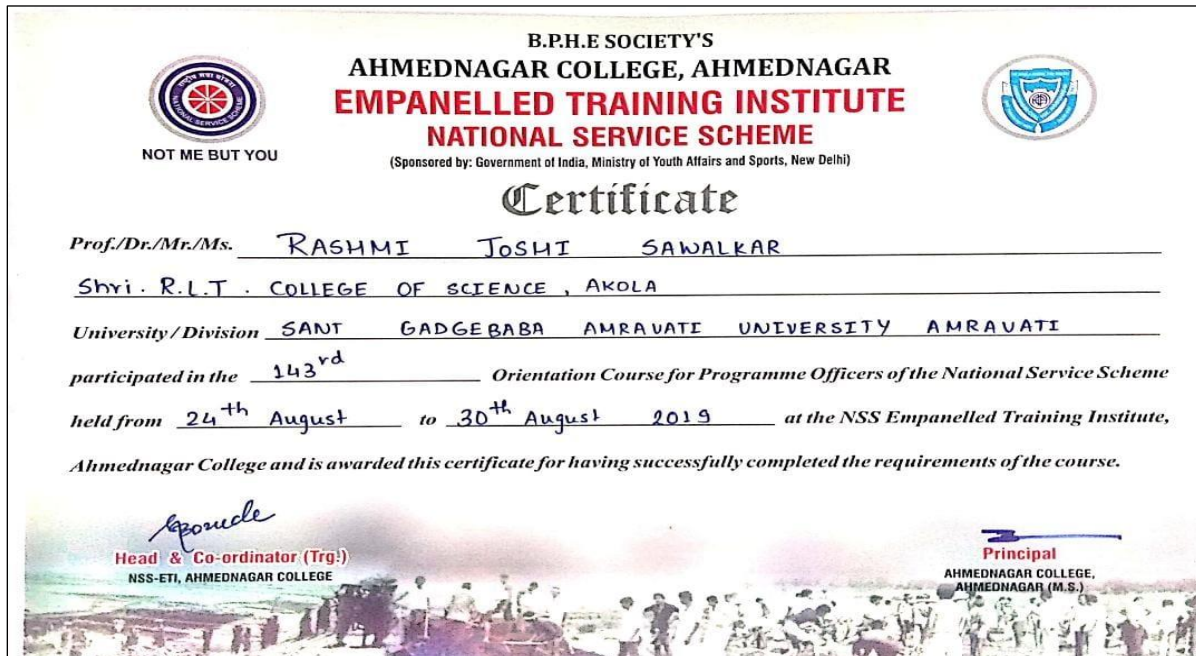 B.P.H.E SOCIETY'S
AHMEDNAGAR COLLEGE, AHMEDNAGAR
EMPANELLED TRAINING INSTITUTE
NATIONAL SERVICE SCHEME
(Sponsored by: Government of India, Ministry of Youth Affairs and Sports, New Delhi)
NATIONAL SERVICE SCHEME
NOT ME BUT YOU
Certificate
Prof./Dr./Mr./Ms. RASHMI JOSHI SAWALKAR
Shri. R.L.T. COLLEGE OF SCIENCE, AKOLA
University / Division SANT GADGEBABA AMRAVATI UNIVERSITY AMRAVATI
participated in the 143rd Orientation Course for Programme Officers of the National Service Scheme
held from 24th August to 30th August 2019 at the NSS Empanelled Training Institute,
Ahmednagar College and is awarded this certificate for having successfully completed the requirements of the course.
Head & Co-ordinator (Trg.)
NSS-ETI, AHMEDNAGAR COLLEGE
Principal
AHMEDNAGAR COLLEGE,
AHMEDNAGAR (M.S.)